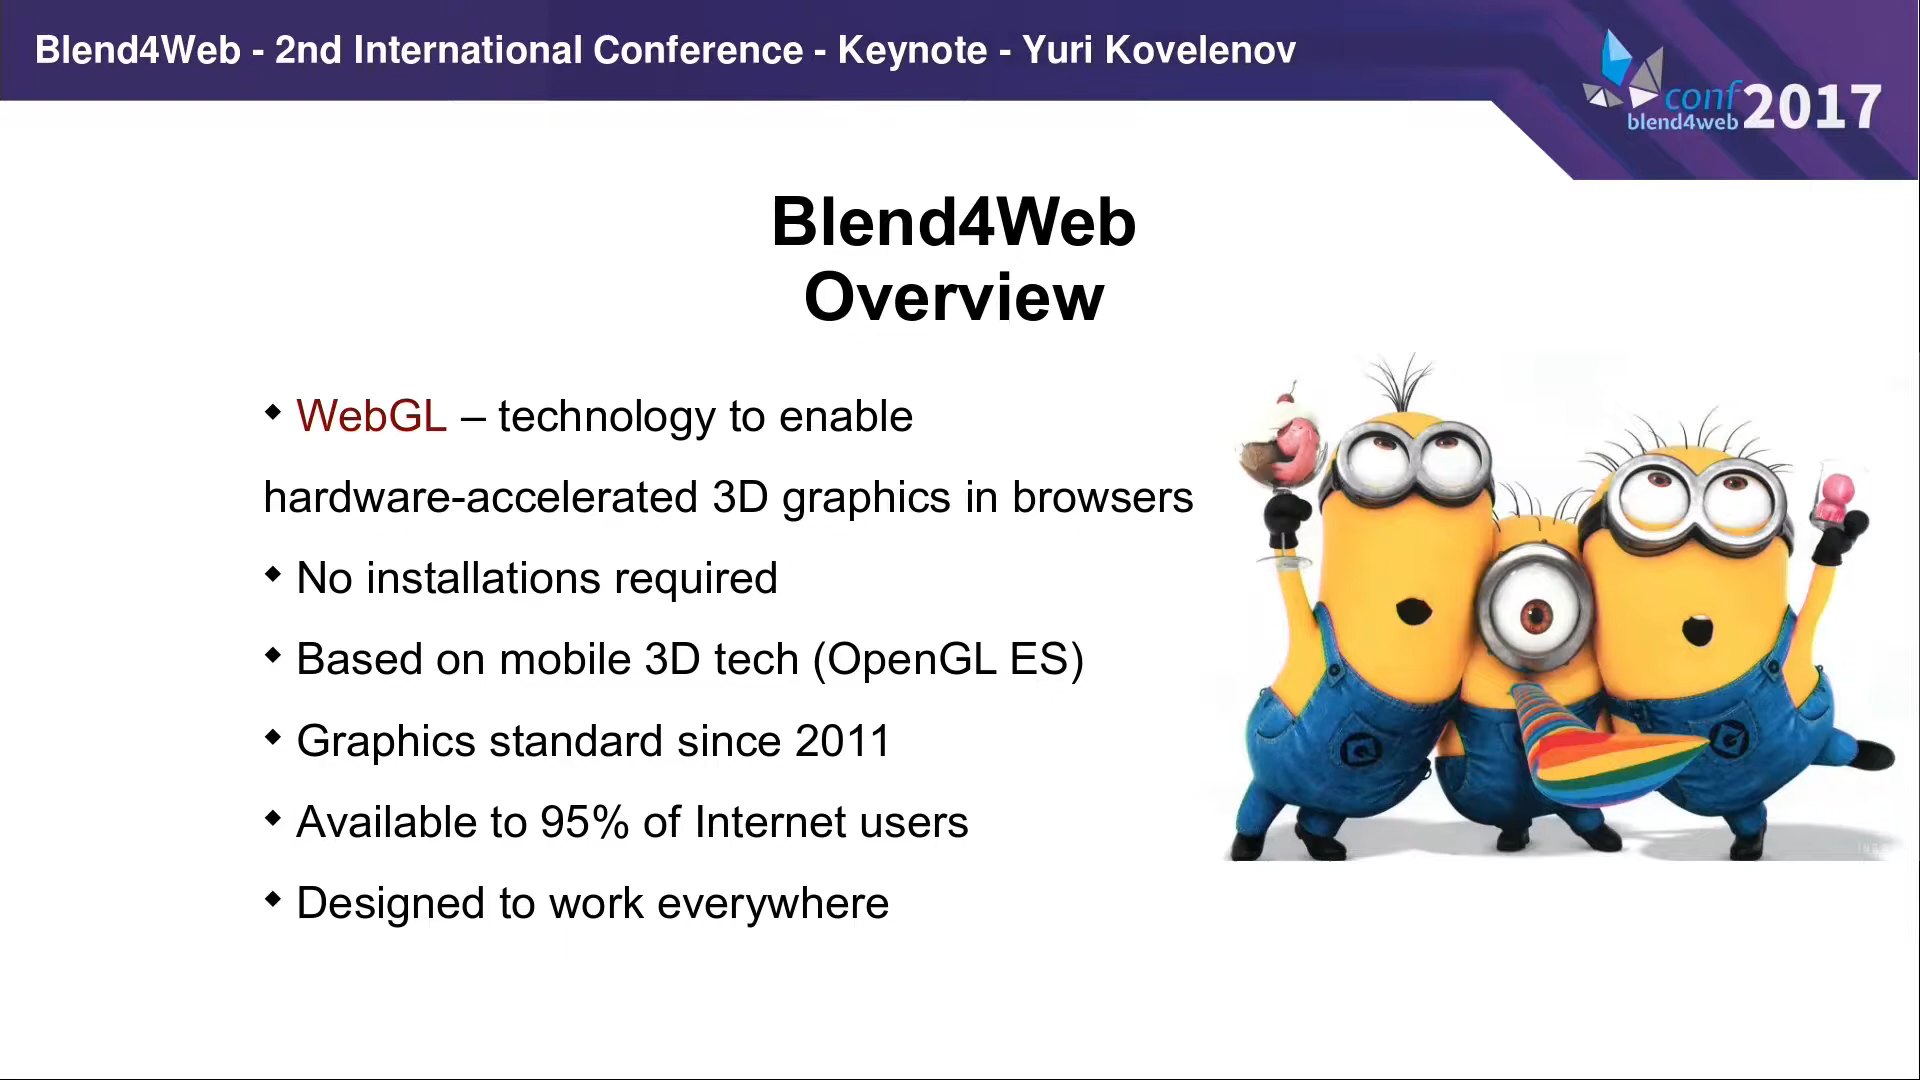 Blend4Web - 2nd International Conference - Keynote - Yuri Kovelenov
conf
blend4web 2017
Blend4Web
Overview
WebGL – technology to enable
hardware-accelerated 3D graphics in browsers
No installations required
Based on mobile 3D tech (OpenGL ES)
Graphics standard since 2011
Available to 95% of Internet users
Designed to work everywhere